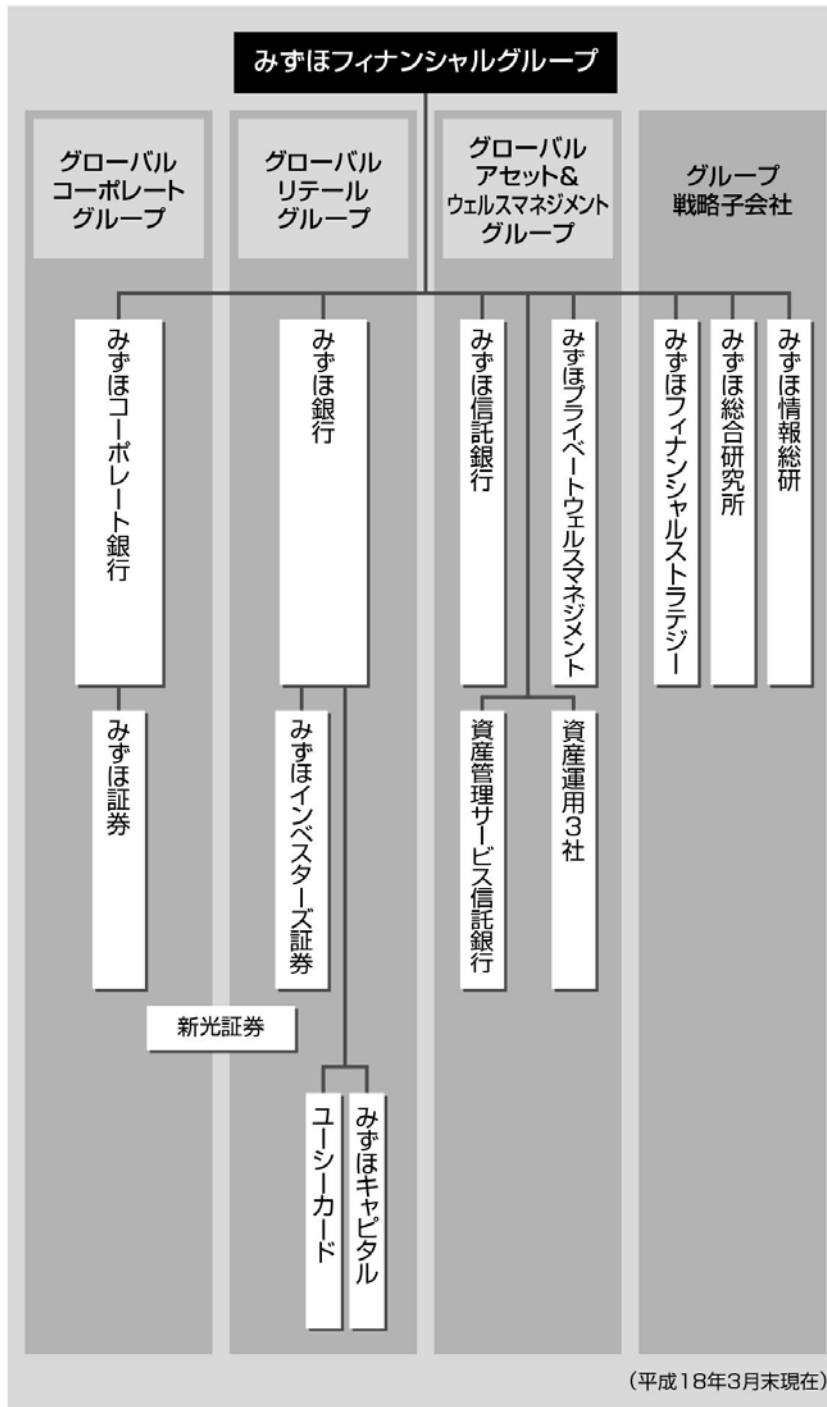 みずほフィナンシャルグループ
グローバル
コーポレート
グループ
グローバル
リテール
グループ
グローバル
アセット&
ウェルスマネジメント
グループ
グループ
戦略子会社
みずほコーポレート銀行
みずほ銀行
みずほ信託銀行
みずほプライベートウェルスマネジメント
みずほフィナンシャルストラテジー
みずほ総合研究所
みずほ情報総研
みずほ証券
みずほインベスターズ証券
資産管理サービス信託銀行
資産運用3社
新光証券
ユーシーカード
みずほキャピタル
(平成18年3月末現在)